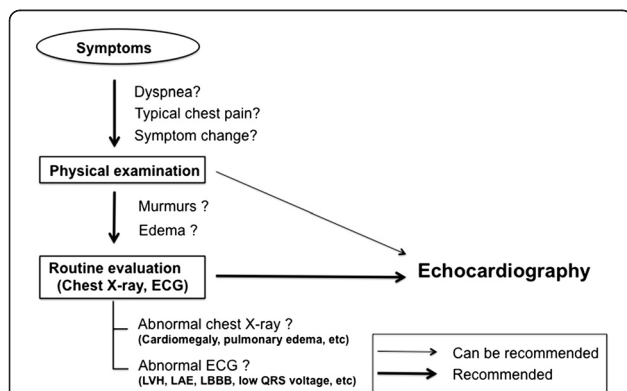 Symptoms
Dyspnea?
Typical chest pain?
Symptom change?
Physical examination
Murmurs ?
Edema ?
Routine evaluation
(Chest X-ray, ECG)
Echocardiography
Abnormal chest X-ray ?
(Cardiomegaly, pulmonary edema, etc)
Abnormal ECG ?
(LVH, LAE, LBBB, low QRS voltage, etc)
Can be recommended
Recommended